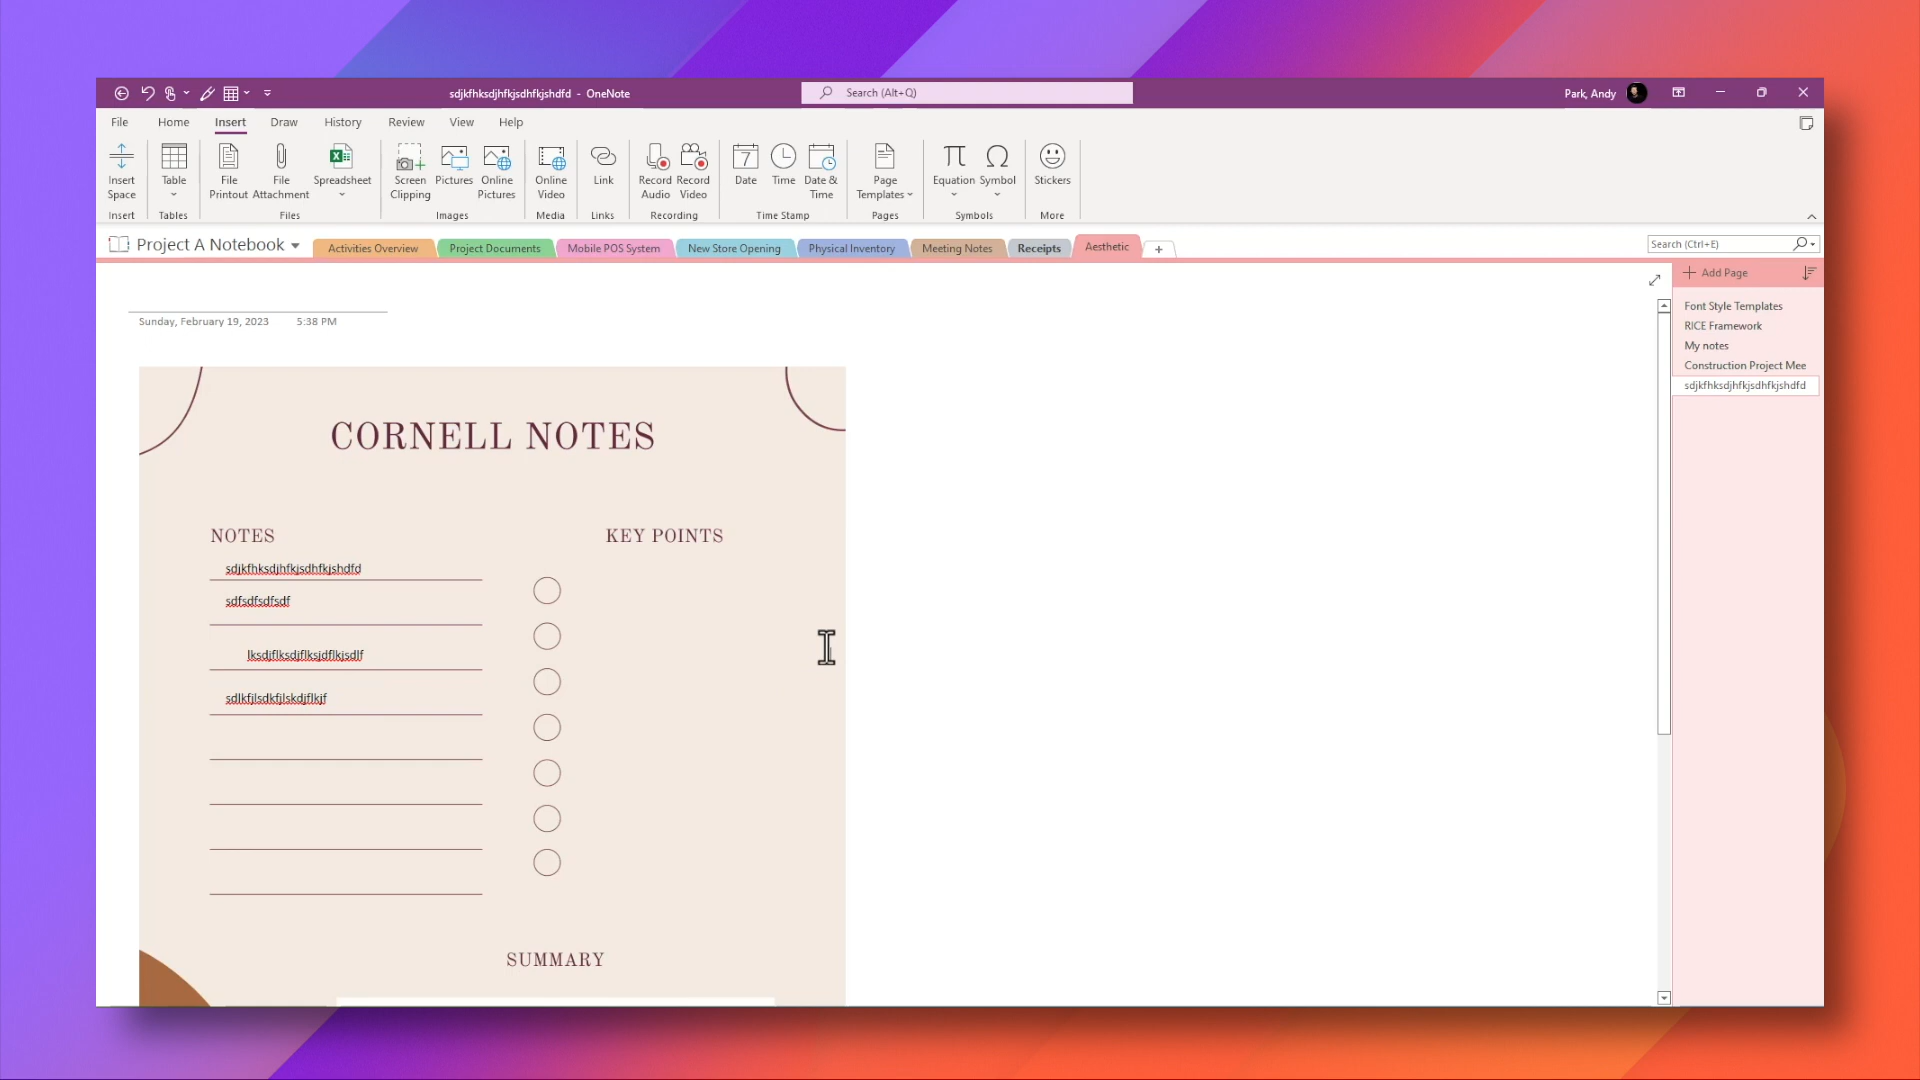 sdjkfhksdjhfkjsdhfkjshdfd - OneNote
Search (Alt+Q)
Park, Andy
File Home Insert Draw History Review View Help
Insert Space
Table
File Printout
File Attachment
Spreadsheet
Screen Clipping
Pictures
Online Pictures
Online Video
Link
Record Audio
Record Video
7
Date
Time
Date & Time
Page Templates
π
Equation
Ω
Symbol
Stickers
Insert Tables Files Images Media Links Recording Time Stamp Pages Symbols More
Project A Notebook
Activities Overview
Project Documents
Mobile POS System
New Store Opening
Physical Inventory
Meeting Notes
Receipts
Aesthetic
Search (Ctrl+E)
Add Page
Font Style Templates
RICE Framework
My notes
Construction Project Mee
sdjkfhksdjhfkjsdhfkjshdfd
Sunday, February 19, 2023 5:38 PM
CORNELL NOTES
NOTES
sdjkfhksdjhfkjsdhfkjshdfd
sdfsdfsdfsdf
lksdjflksdjflksjdflkjsdlf
sdlkfjlsdkfjlskdjflkjf
KEY POINTS
SUMMARY